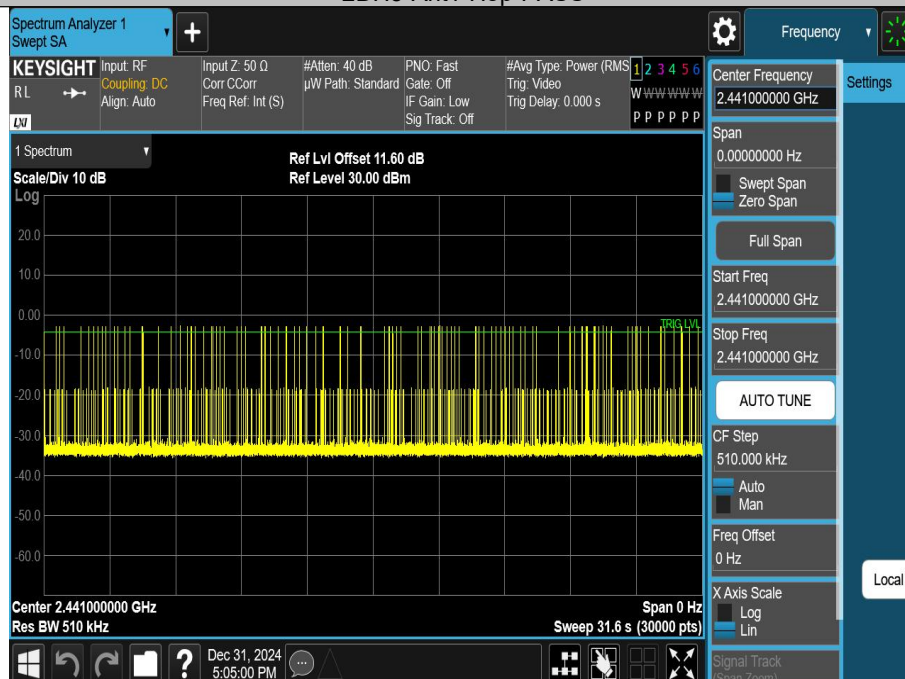 Spectrum Analyzer 1
Swept SA
Frequency
KEYSIGHT
RL
LXI
Input: RF
Coupling: DC
Align: Auto
Input Z: 50 Ω
Corr CCorr
Freq Ref: Int (S)
#Atten: 40 dB
µW Path: Standard
PNO: Fast
Gate: Off
IF Gain: Low
Sig Track: Off
#Avg Type: Power (RMS
Trig: Video
Trig Delay: 0.000 s
1 2 3 4 5 6
W W W W W W
P P P P P P
1 Spectrum
Scale/Div 10 dB
Ref Lvl Offset 11.60 dB
Ref Level 30.00 dBm
Log
20.0
10.0
0.00
TRIG LVL
-10.0
-20.0
-30.0
-40.0
-50.0
-60.0
Center 2.441000000 GHz
Span 0 Hz
Res BW 510 kHz
Sweep 31.6 s (30000 pts)
Dec 31, 2024
5:05:00 PM
Center Frequency
2.441000000 GHz
Settings
Span
0.00000000 Hz
Swept Span
Zero Span
Full Span
Start Freq
2.441000000 GHz
Stop Freq
2.441000000 GHz
AUTO TUNE
CF Step
510.000 kHz
Auto
Man
Freq Offset
0 Hz
Local
X Axis Scale
Log
Lin
Signal Track
(Span Zoom)